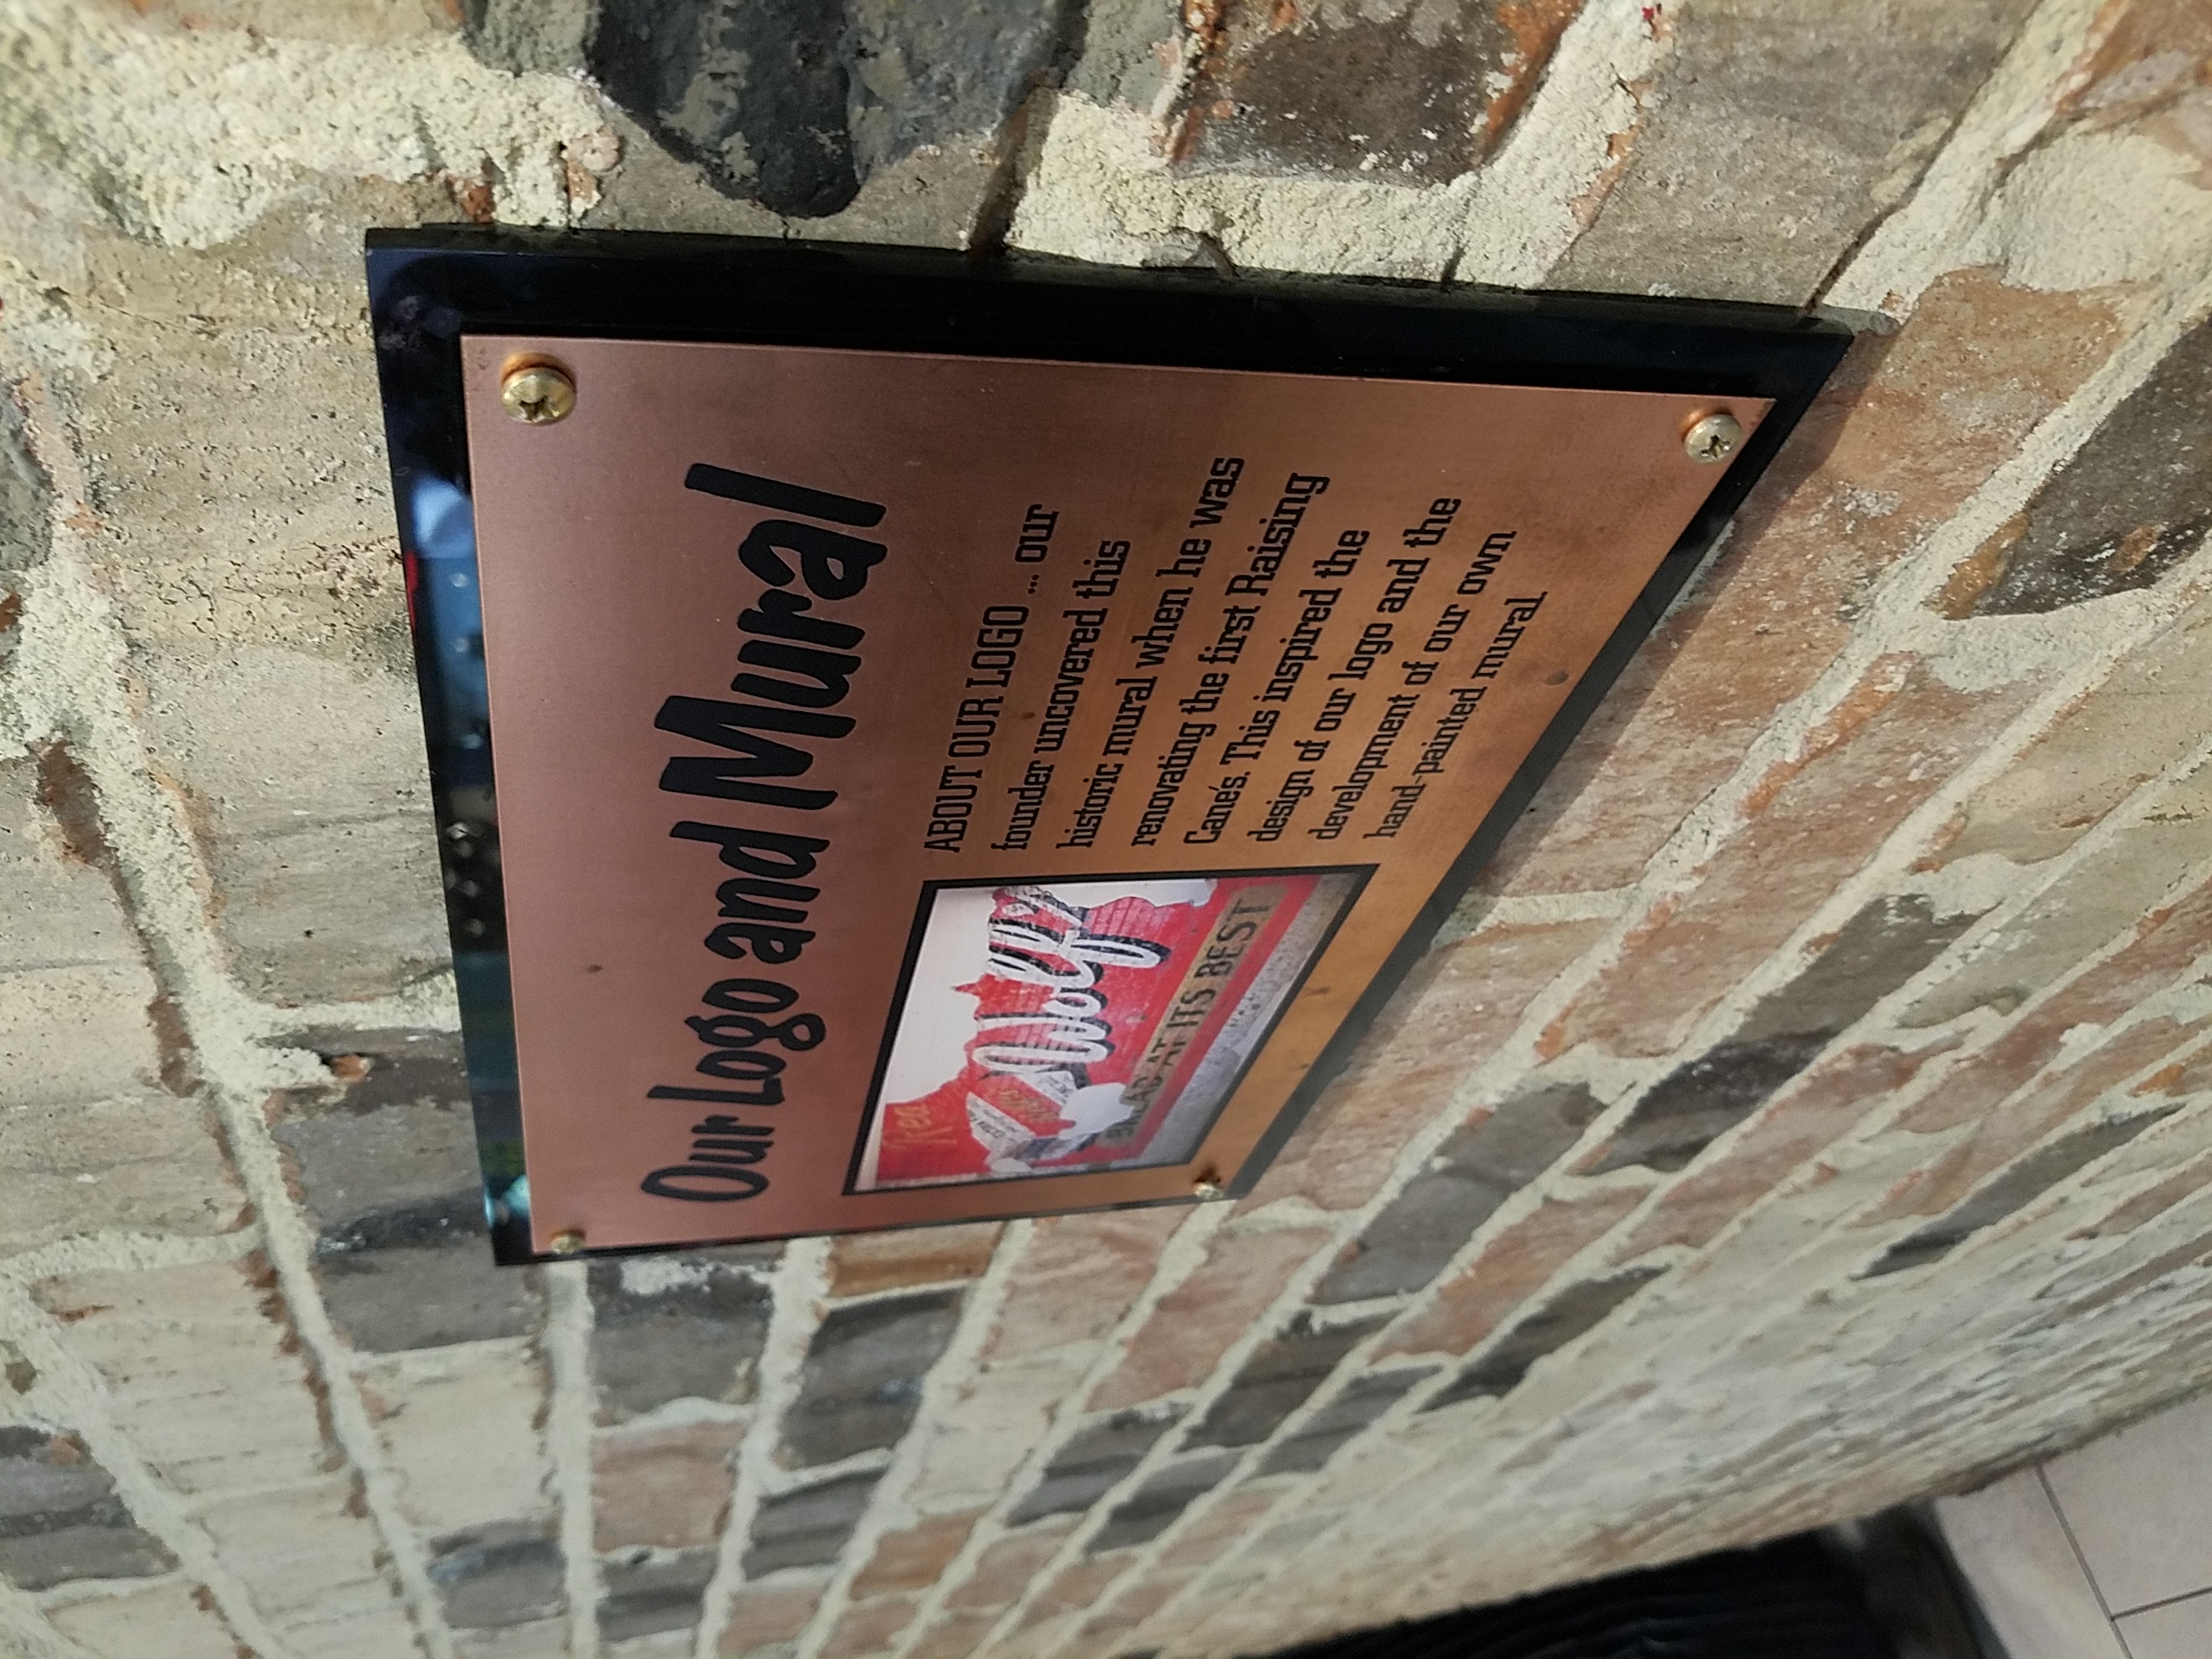 Our Logo and Mural
ABOUT OUR LOGO ... our
founder uncovered this
historic mural when he was
renovating the first Raising
Cane's. This inspired the
design of our logo and the
development of our own
hand-painted mural
Wolf's
BREAD AT ITS BEST